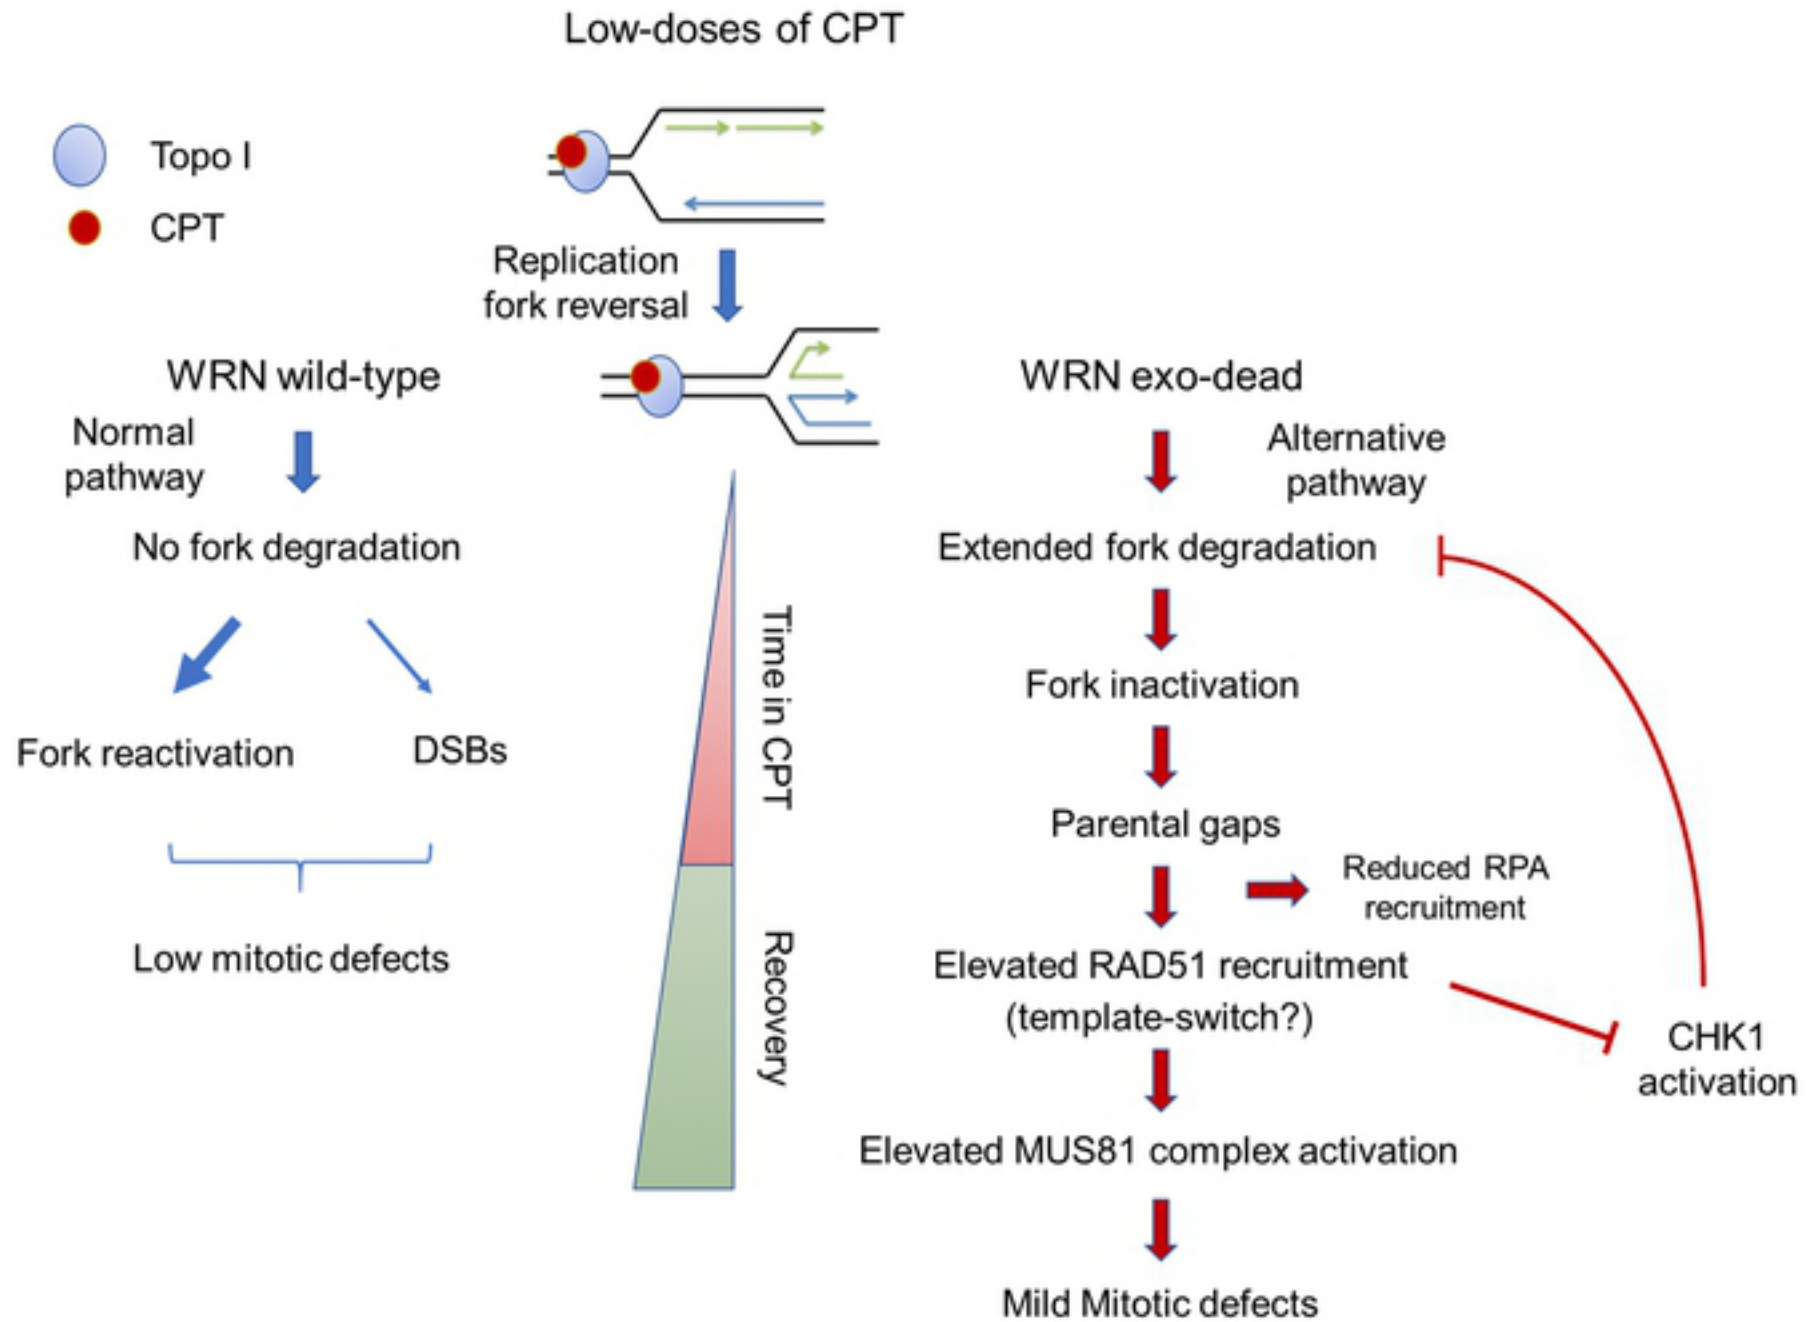 Low-doses of CPT
Topo I
CPT
Replication
fork reversal
WRN wild-type
Normal
pathway
No fork degradation
Fork reactivation
DSBs
Low mitotic defects
Time in CPT
Recovery
WRN exo-dead
Alternative
pathway
Extended fork degradation
Fork inactivation
Parental gaps
Reduced RPA
recruitment
Elevated RAD51 recruitment
(template-switch?)
CHK1
activation
Elevated MUS81 complex activation
Mild Mitotic defects